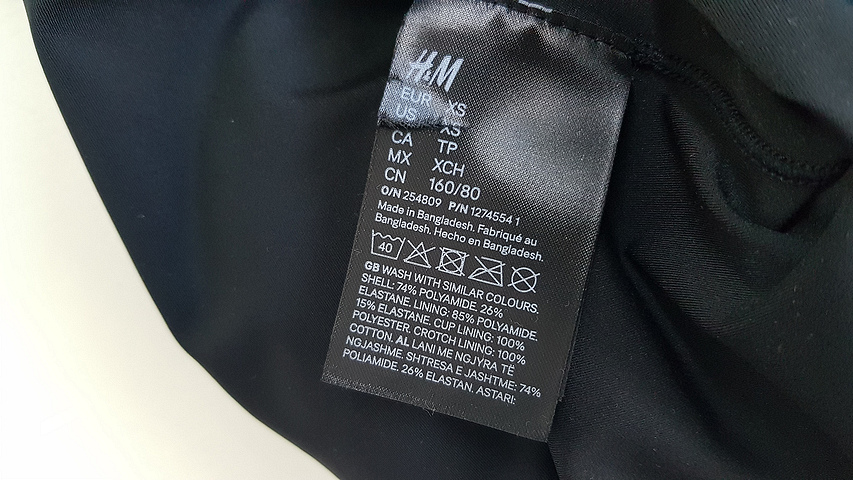 H&M
EUR XS
US XS
CA TP
MX XCH
CN 160/80
O/N 254809 P/N 1274554 1
Made in Bangladesh. Fabriqué au
Bangladesh. Hecho en Bangladesh.
40
GB WASH WITH SIMILAR COLOURS.
SHELL: 74% POLYAMIDE. 26%
ELASTANE. LINING: 85% POLYAMIDE.
15% ELASTANE. CUP LINING: 100%
POLYESTER. CROTCH LINING: 100%
COTTON. AL LANI ME NGJYRA TË
NGJASHME. SHTRESA E JASHTME: 74%
POLIAMIDE. 26% ELASTAN. ASTARI: